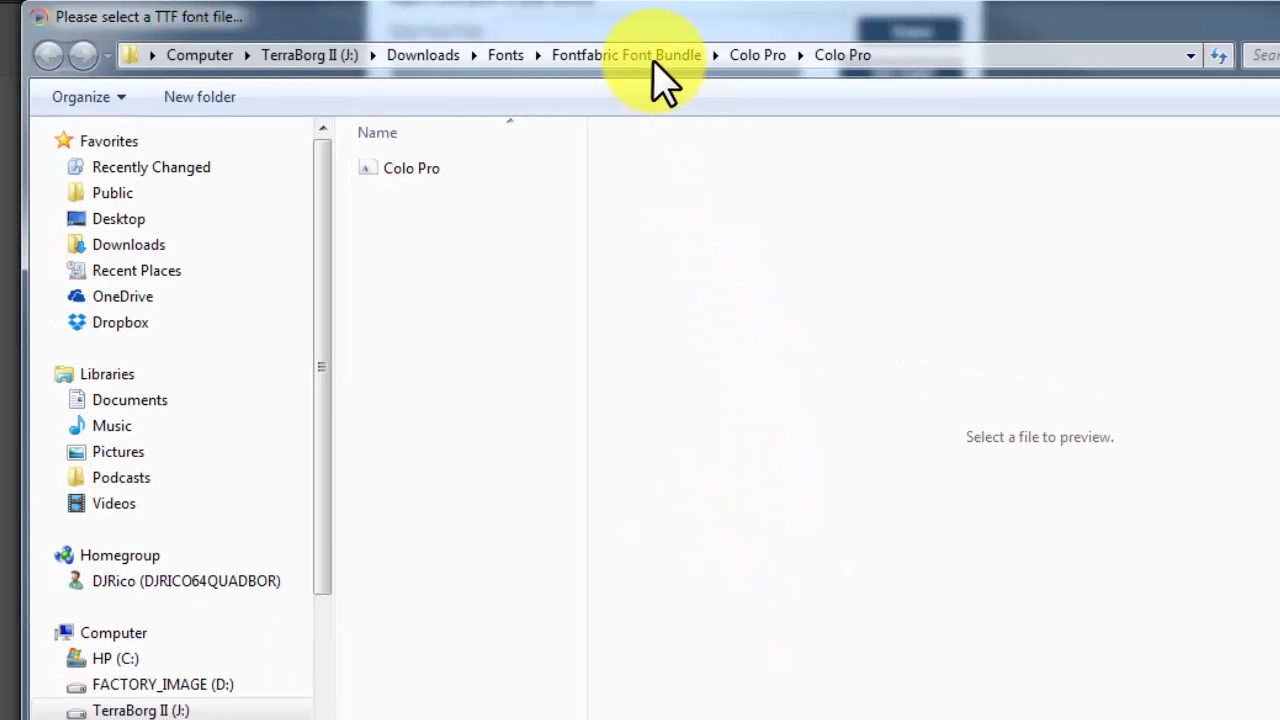 Please select a TTF font file...
Computer TerraBorg II (J:) Downloads Fonts Fontfabric Font Bundle Colo Pro Colo Pro Sear
Organize New folder
Name
Colo Pro
Select a file to preview.
Favorites
Recently Changed
Public
Desktop
Downloads
Recent Places
OneDrive
Dropbox
Libraries
Documents
Music
Pictures
Podcasts
Videos
Homegroup
DJRico (DJRICO64QUADBOR)
Computer
HP (C:)
FACTORY_IMAGE (D:)
TerraBorg II (J:)